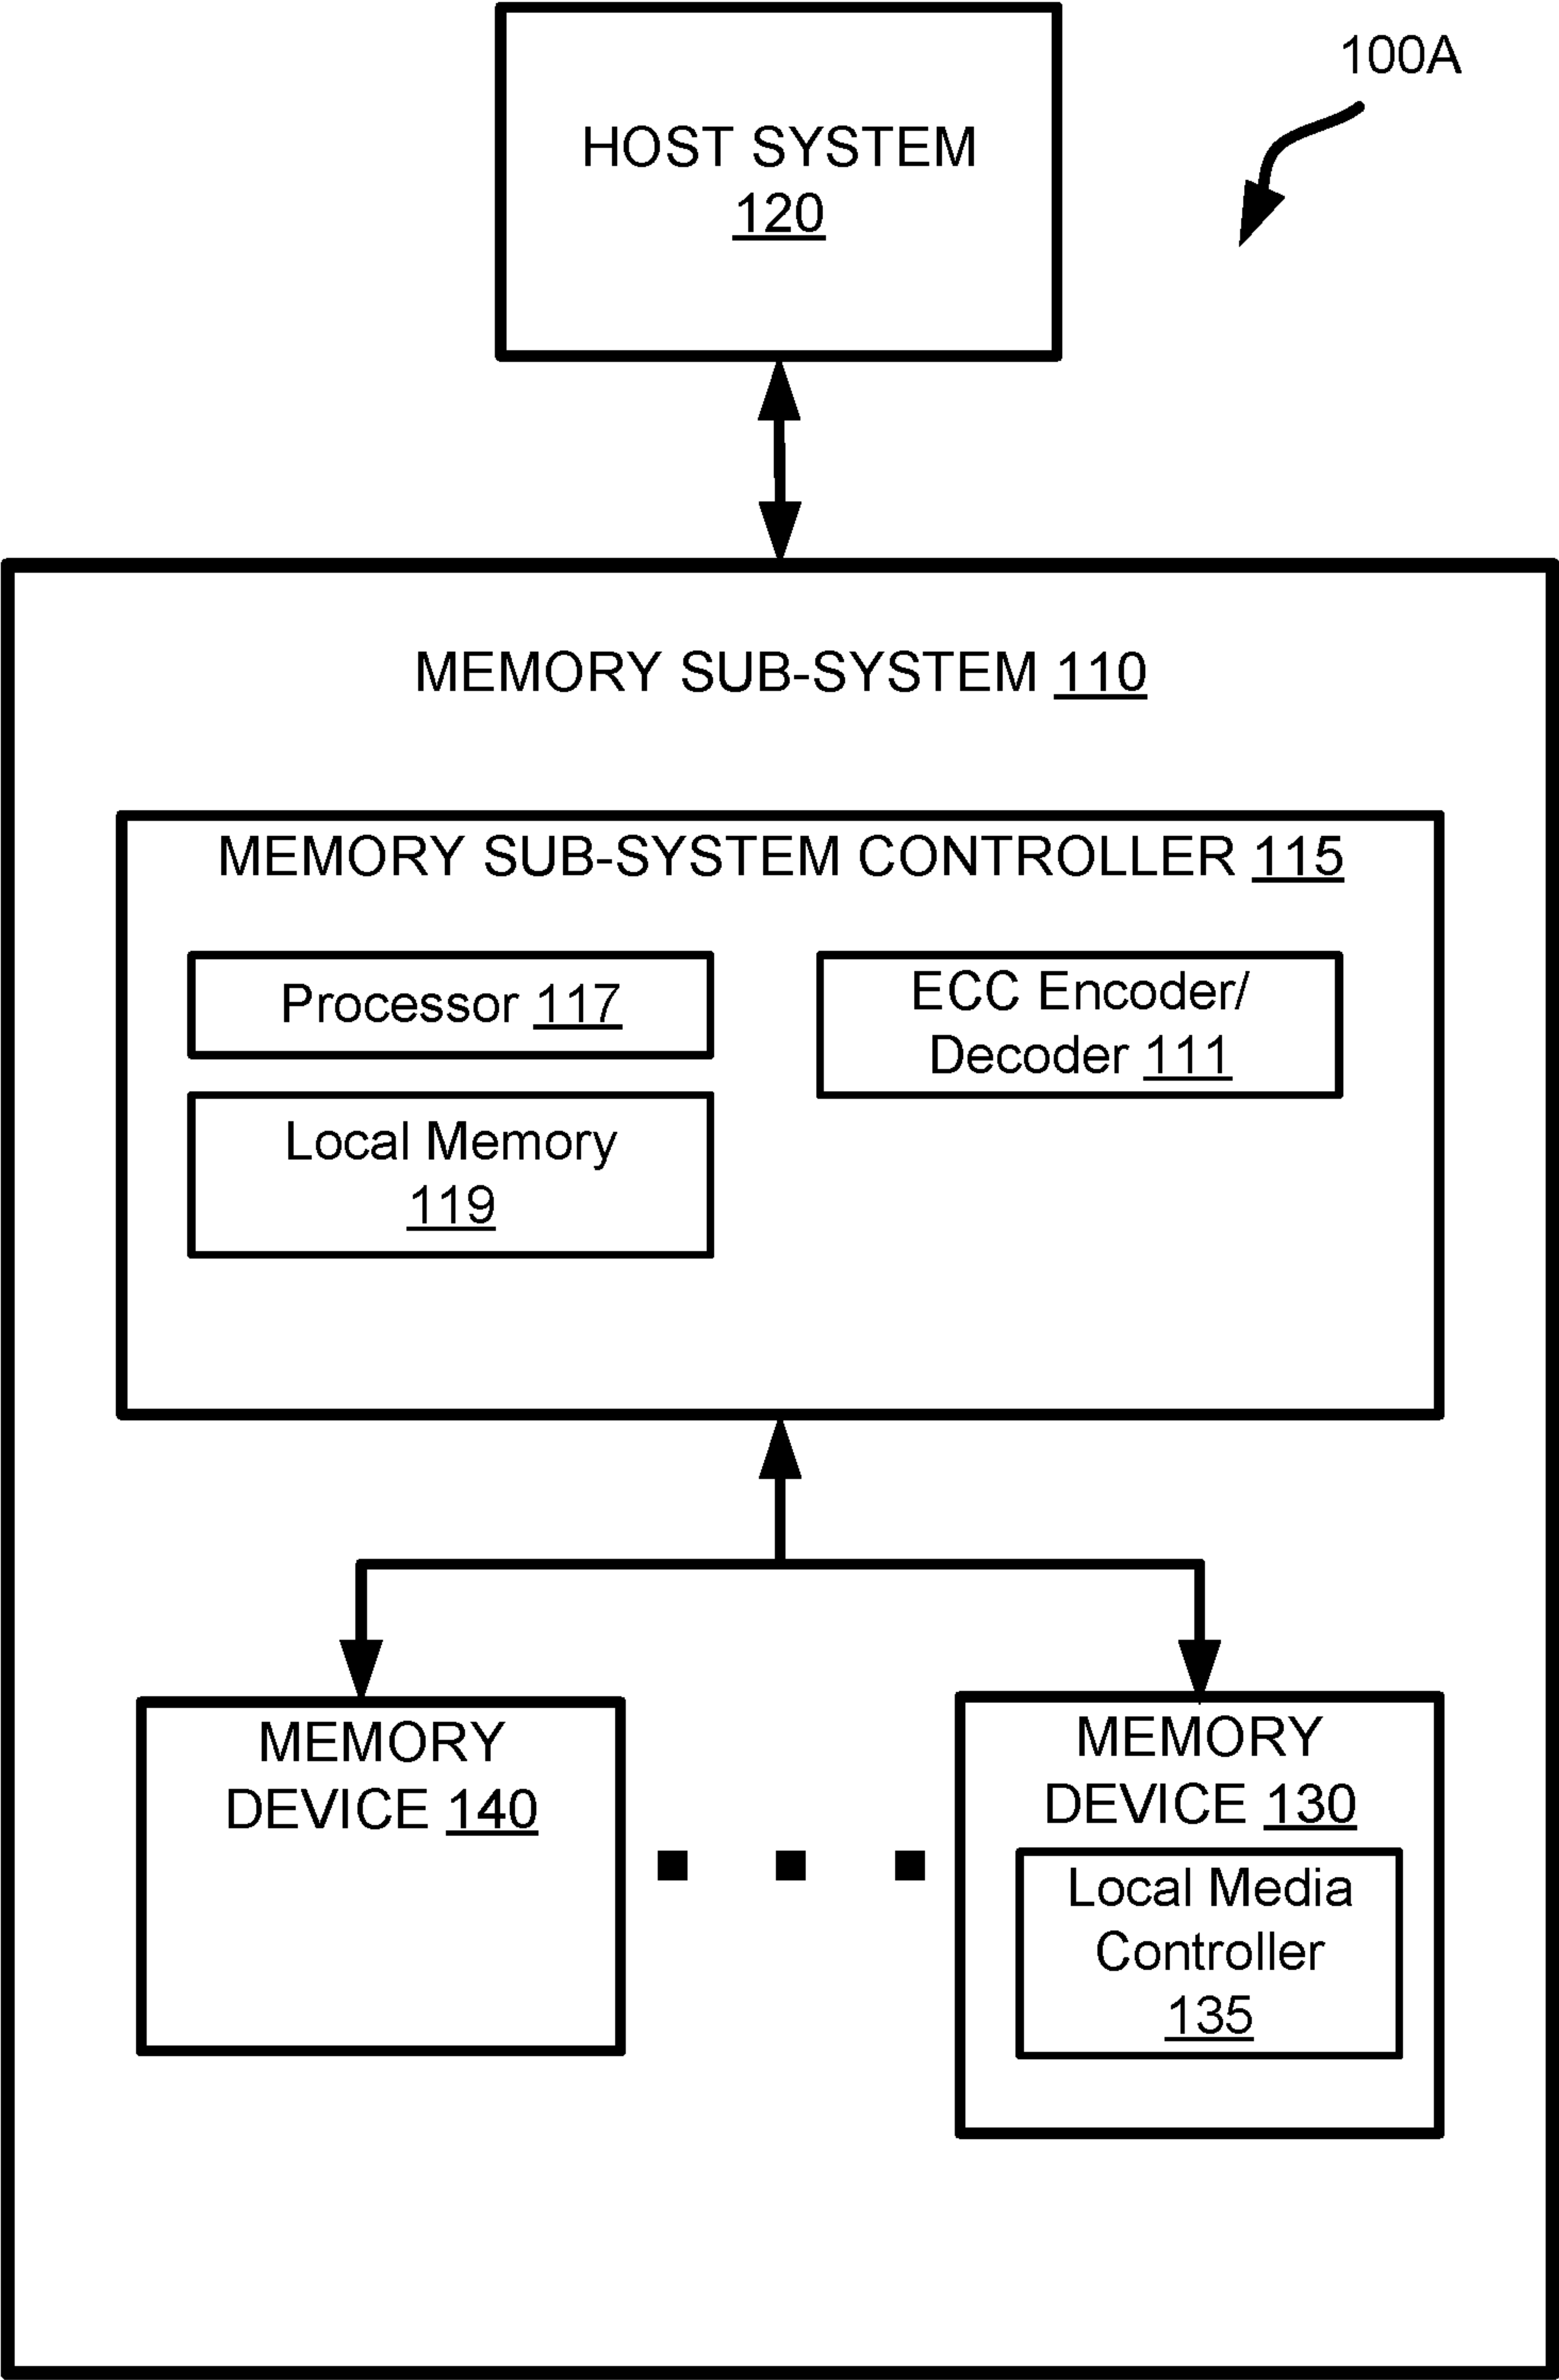 100A
HOST SYSTEM
120
MEMORY SUB-SYSTEM 110
MEMORY SUB-SYSTEM CONTROLLER 115
Processor 117
ECC Encoder/
Decoder 111
Local Memory
119
MEMORY
DEVICE 140
MEMORY
DEVICE 130
Local Media
Controller
135